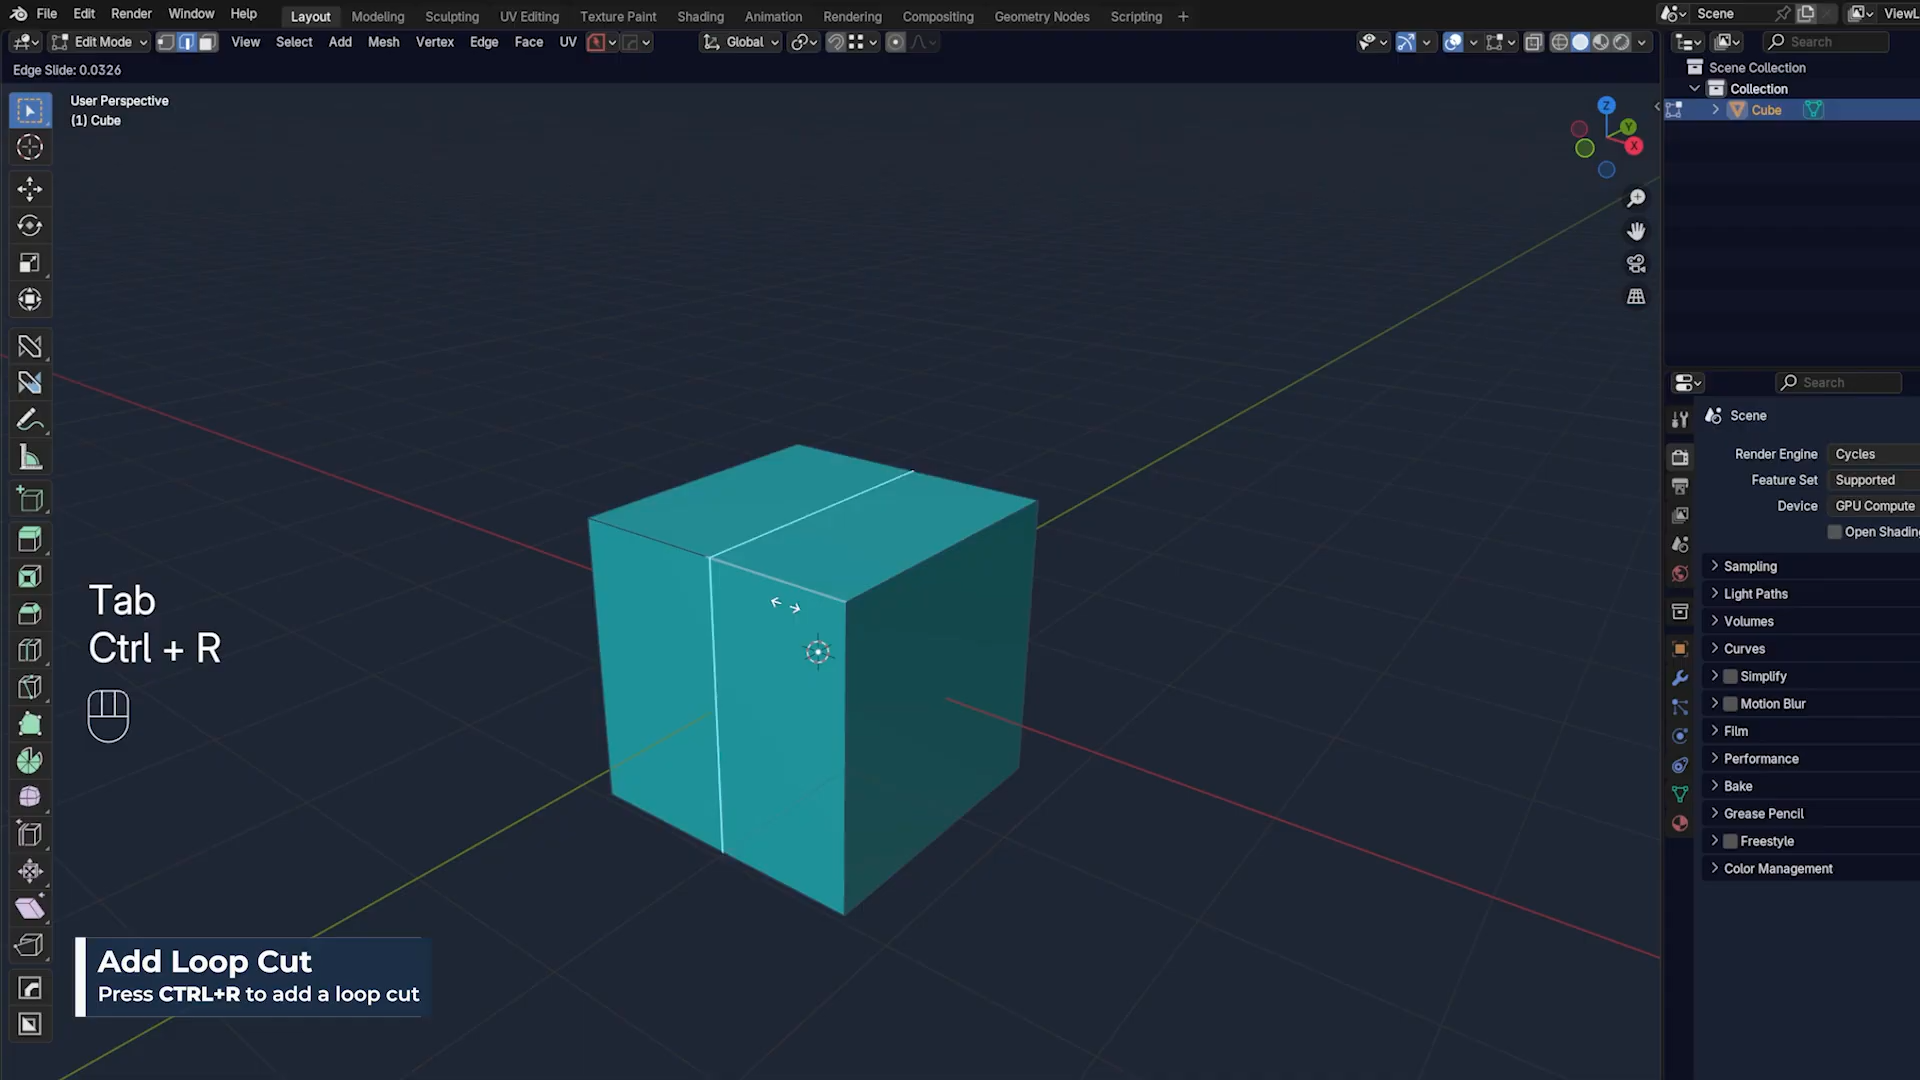 File Edit Render Window Help Layout Modeling Sculpting UV Editing Texture Paint Shading Animation Rendering Compositing Geometry Nodes Scripting + Scene ViewL
Edit Mode View Select Add Mesh Vertex Edge Face UV Global Search
Edge Slide: 0.0326
Scene Collection
Collection
Cube
User Perspective
(1) Cube
Z
Y
X
Search
Scene
Render Engine Cycles
Feature Set Supported
Device GPU Compute
Open Shading
Sampling
Light Paths
Volumes
Curves
Simplify
Motion Blur
Film
Performance
Bake
Grease Pencil
Freestyle
Color Management
Tab
Ctrl + R
Add Loop Cut
Press CTRL+R to add a loop cut